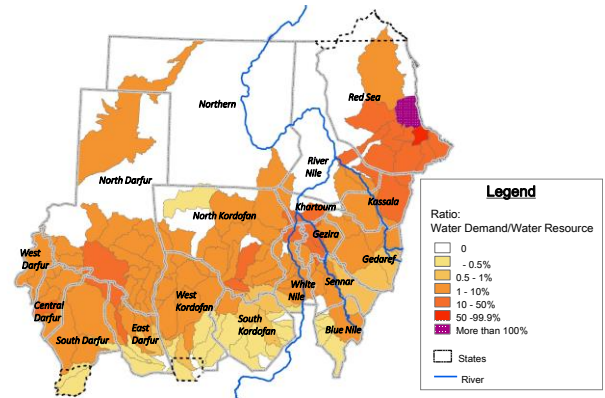 Northern
Red Sea
River
Nile
North Darfur
Khartoum
Kassala
North Kordofan
Gezira
West
Darfur
Gedaref
White
Nile
Sennar
West
Kordofan
Central
Darfur
South
Kordofan
East
Darfur
South Darfur
Blue Nile
Legend
Ratio:
Water Demand/Water Resource
0
- 0.5%
0.5 - 1%
1 - 10%
10 - 50%
50 -99.9%
More than 100%
States
River